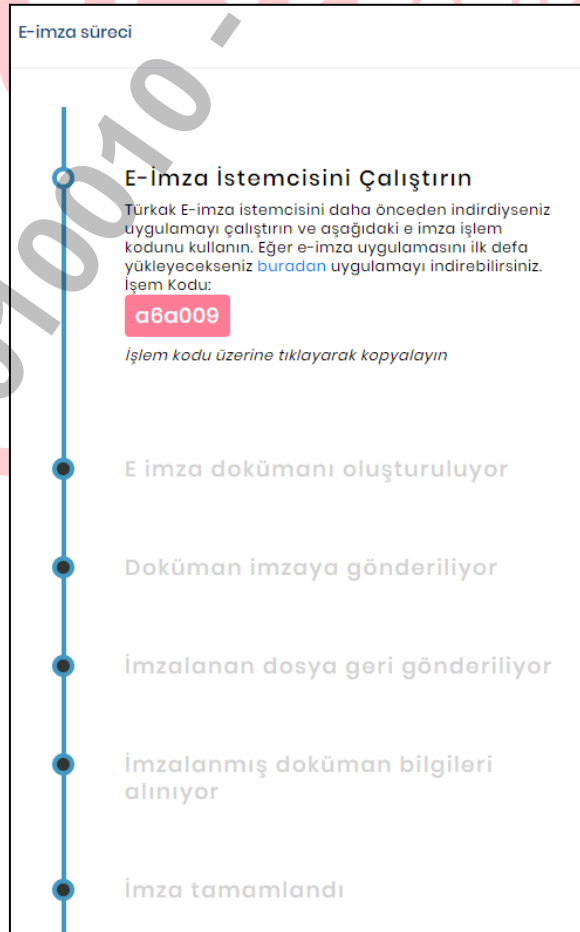 E-imza süreci
E-İmza İstemcisini Çalıştırın
Türkak E-imza istemcisini daha önceden indirdiyseniz
uygulamayı çalıştırın ve aşağıdaki e imza işlem
kodunu kullanın. Eğer e-imza uygulamasını ilk defa
yükleyecekseniz buradan uygulamayı indirebilirsiniz.
İşem Kodu:
a6a009
İşlem kodu üzerine tıklayarak kopyalayın
E imza dokümanı oluşturuluyor
Doküman imzaya gönderiliyor
İmzalanan dosya geri gönderiliyor
İmzalanmış doküman bilgileri
alınıyor
İmza tamamlandı